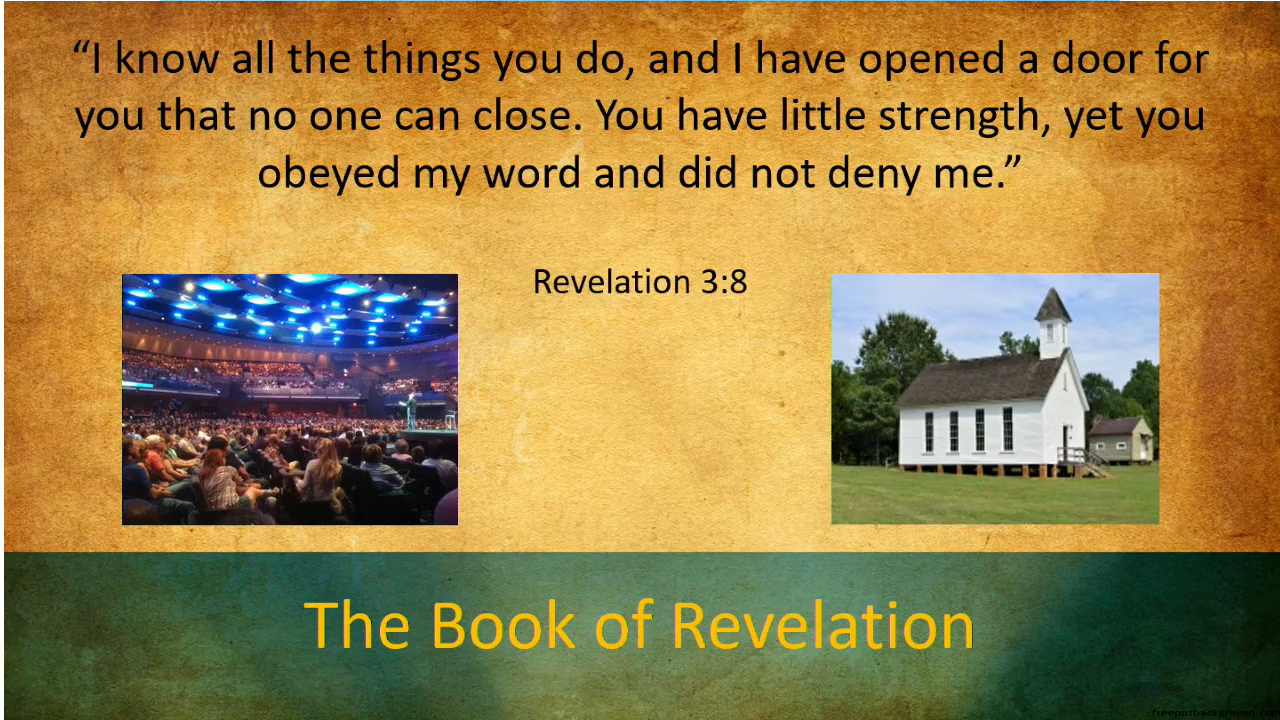 “I know all the things you do, and I have opened a door for
you that no one can close. You have little strength, yet you
obeyed my word and did not deny me.”
Revelation 3:8
The Book of Revelation